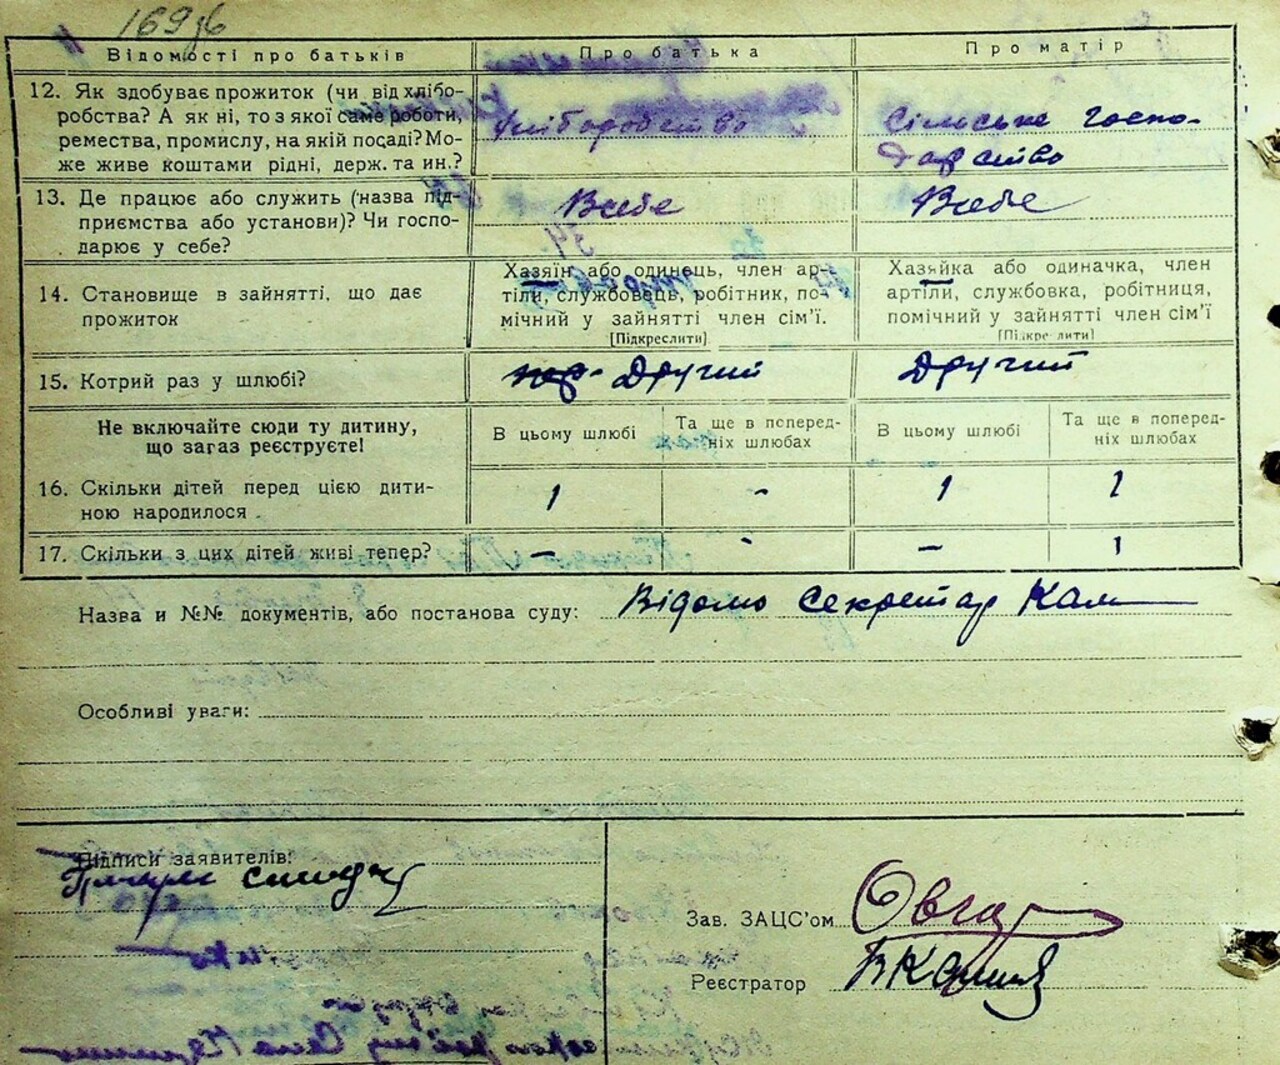 169зв
Відомості про батьків Про батька Про матір
12. Як здобуває прожиток (чи від хлібо-
робства? А як ні, то з якої саме роботи,
ремества, промислу, на якій посаді? Мо-
же живе коштами рідні, держ. та ин.?
Хліборобство
Сільське госпо-
дарство
13. Де працює або служить (назва під-
приємства або установи)? Чи госпо-
дарює у себе?
В себе
В себе
14. Становище в зайнятті, що дає
прожиток
Хазяїн або одинець, член ар-
тілі, службовець, робітник, по-
мічний у зайнятті член сім'ї.
[Підкреслити]
Хазяйка або одиначка, член
артіли, службовка, робітниця,
помічний у зайнятті член сім'ї
[Підкреслити]
15. Котрий раз у шлюбі? Другий Другий
Не включайте сюди ту дитину,
що загаз реєструєте!
В цьому шлюбі
Та ще в поперед-
ніх шлюбах
В цьому шлюбі
Та ще в поперед-
ніх шлюбах
16. Скільки дітей перед цією дити-
ною народилося
1 - 1 1
17. Скільки з цих дітей живі тепер? - - - 1
Назва и №№ документів, або постанова суду: Відомо Секретар Кал
Особливі уваги:
Підписи заявителів:
Зав. ЗАЦС'ом
Реєстратор